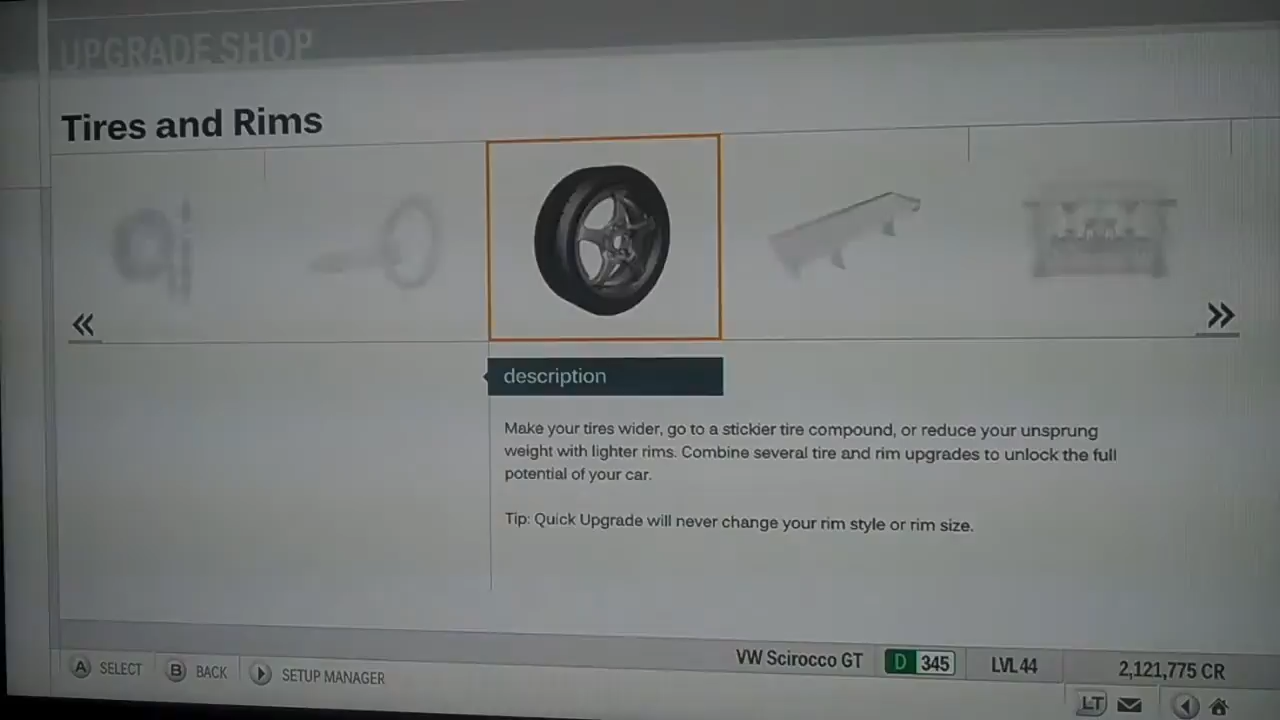 UPGRADE SHOP
Tires and Rims
description
Make your tires wider, go to a stickier tire compound, or reduce your unsprung
weight with lighter rims. Combine several tire and rim upgrades to unlock the full
potential of your car.
Tip: Quick Upgrade will never change your rim style or rim size.
A SELECT B BACK SETUP MANAGER
VW Scirocco GT D 345 LVL 44 2,121,775 CR
LT